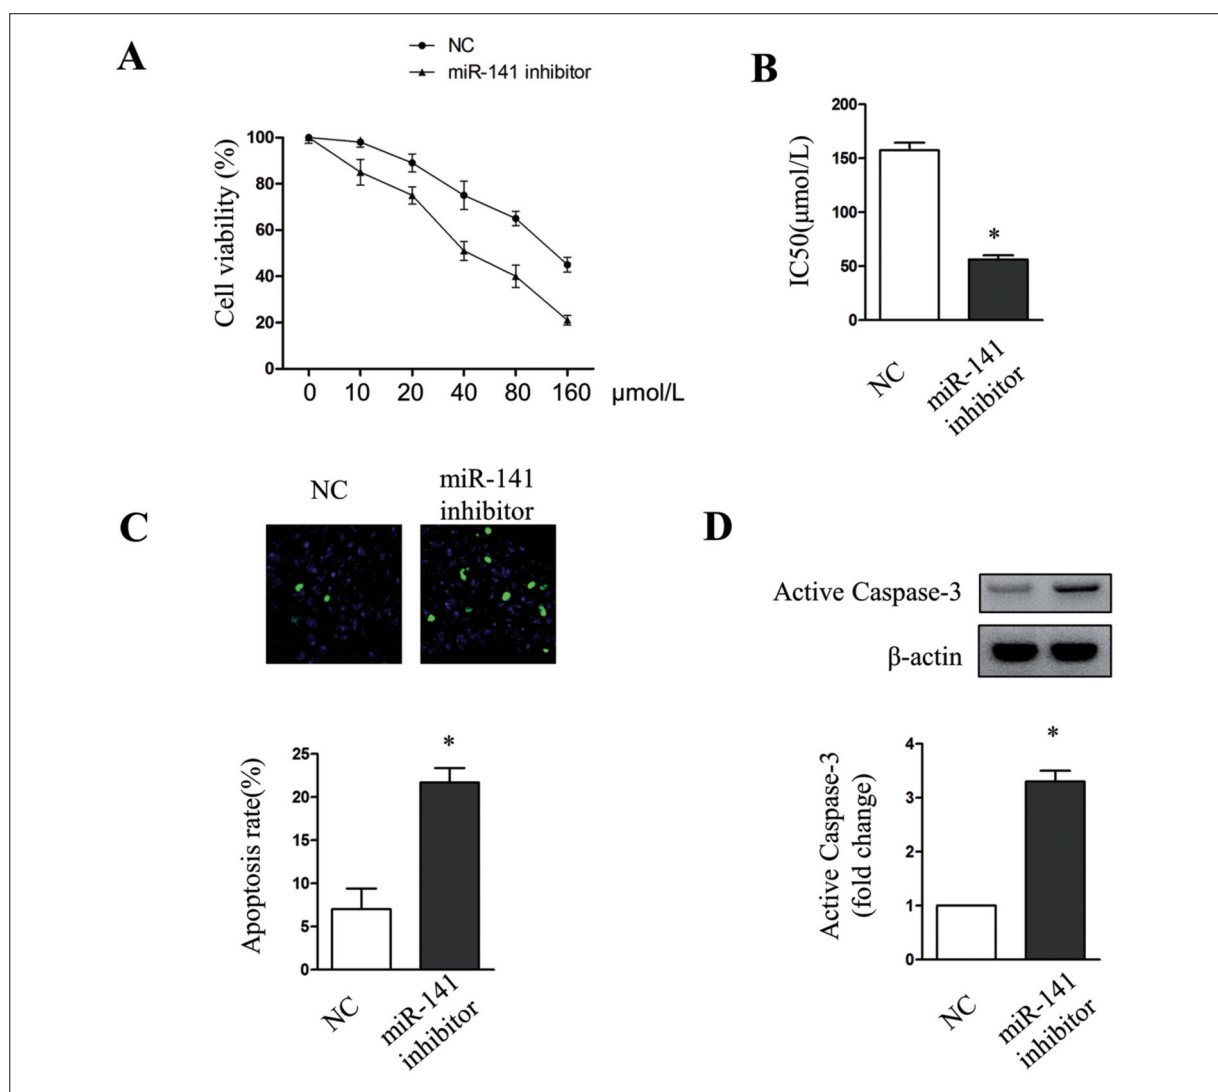 A
NC
miR-141 inhibitor
Cell viability (%)
100
80
60
40
20
0
0 10 20 40 80 160 µmol/L
B
IC50(µmol/L)
200
150
100
50
0
*
NC
miR-141
inhibitor
C
NC
miR-141
inhibitor
Apoptosis rate(%)
25
20
15
10
5
0
*
NC
miR-141
inhibitor
D
Active Caspase-3
β-actin
Active Caspase-3
(fold change)
4
3
2
1
0
*
NC
miR-141
inhibitor